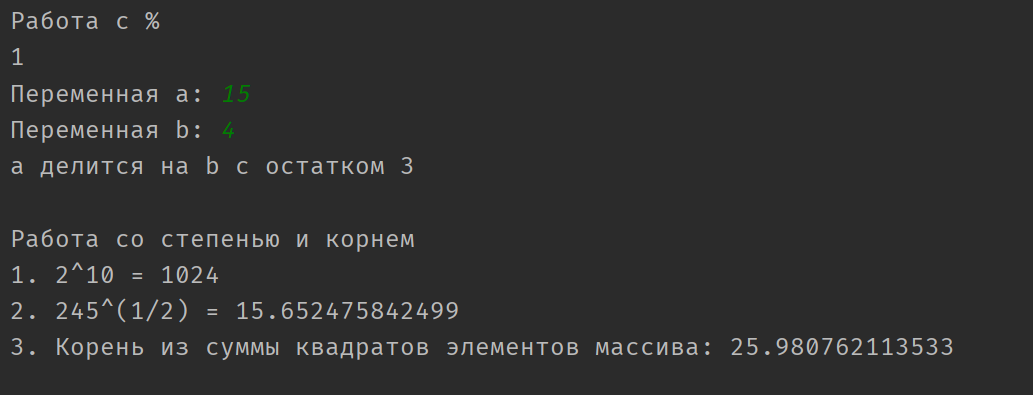 Работа с %
1
Переменная a: 15
Переменная b: 4
a делится на b с остатком 3
Работа со степенью и корнем
1. 2^10 = 1024
2. 245^(1/2) = 15.652475842499
3. Корень из суммы квадратов элементов массива: 25.980762113533